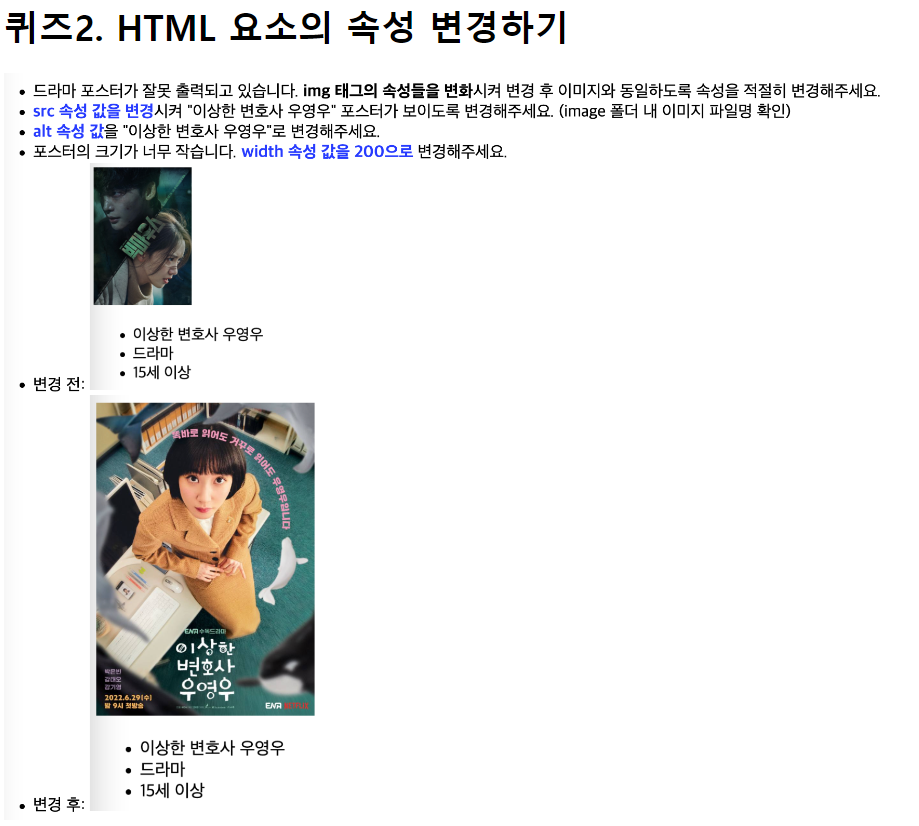 퀴즈2. HTML 요소의 속성 변경하기
드라마 포스터가 잘못 출력되고 있습니다. img 태그의 속성들을 변화시켜 변경 후 이미지와 동일하도록 속성을 적절히 변경해주세요.
src 속성 값을 변경시켜 "이상한 변호사 우영우" 포스터가 보이도록 변경해주세요. (image 폴더 내 이미지 파일명 확인)
alt 속성 값을 "이상한 변호사 우영우"로 변경해주세요.
포스터의 크기가 너무 작습니다. width 속성 값을 200으로 변경해주세요.
이상한 변호사 우영우
드라마
15세 이상
변경 전:
똑바로 읽어도 거꾸로 읽어도 우영우입니다
ENA 수목드라마
이상한
변호사
우영우
박은빈
강태오
강기영
2022.6.29(수)
밤 9시 첫방송
ENA
이상한 변호사 우영우
드라마
15세 이상
변경 후: